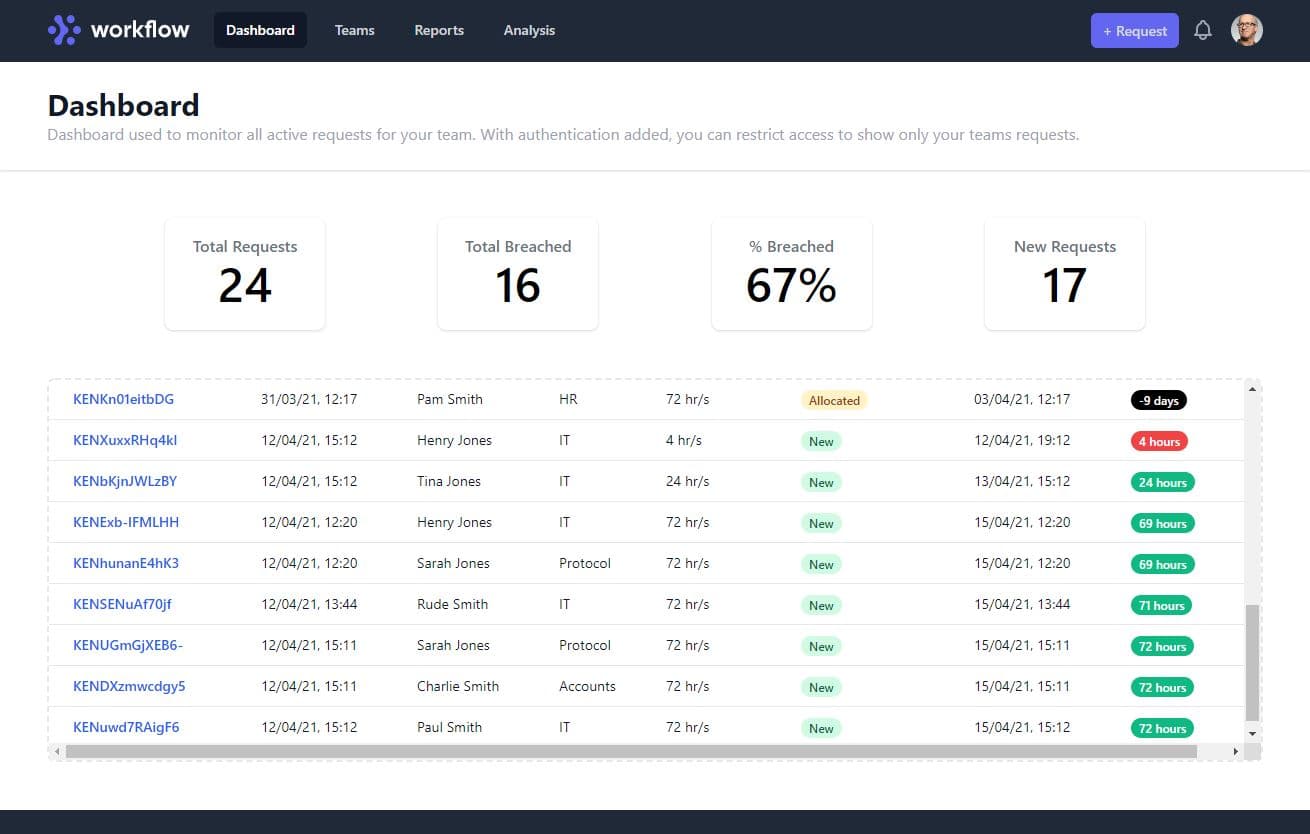 workflow Dashboard Teams Reports Analysis + Request
Dashboard
Dashboard used to monitor all active requests for your team. With authentication added, you can restrict access to show only your teams requests.
Total Requests Total Breached % Breached New Requests
24 16 67% 17
KENKn01eitbDG 31/03/21, 12:17 Pam Smith HR 72 hr/s Allocated 03/04/21, 12:17 -9 days
KENXuxxRHq4kl 12/04/21, 15:12 Henry Jones IT 4 hr/s New 12/04/21, 19:12 4 hours
KENbKjnJWLzBY 12/04/21, 15:12 Tina Jones IT 24 hr/s New 13/04/21, 15:12 24 hours
KENExb-IFMLHH 12/04/21, 12:20 Henry Jones IT 72 hr/s New 15/04/21, 12:20 69 hours
KENhunanE4hK3 12/04/21, 12:20 Sarah Jones Protocol 72 hr/s New 15/04/21, 12:20 69 hours
KENSENuAf70jf 12/04/21, 13:44 Rude Smith IT 72 hr/s New 15/04/21, 13:44 71 hours
KENUGmGjXEB6- 12/04/21, 15:11 Sarah Jones Protocol 72 hr/s New 15/04/21, 15:11 72 hours
KENDXzmwcdgy5 12/04/21, 15:11 Charlie Smith Accounts 72 hr/s New 15/04/21, 15:11 72 hours
KENuwd7RAigF6 12/04/21, 15:12 Paul Smith IT 72 hr/s New 15/04/21, 15:12 72 hours